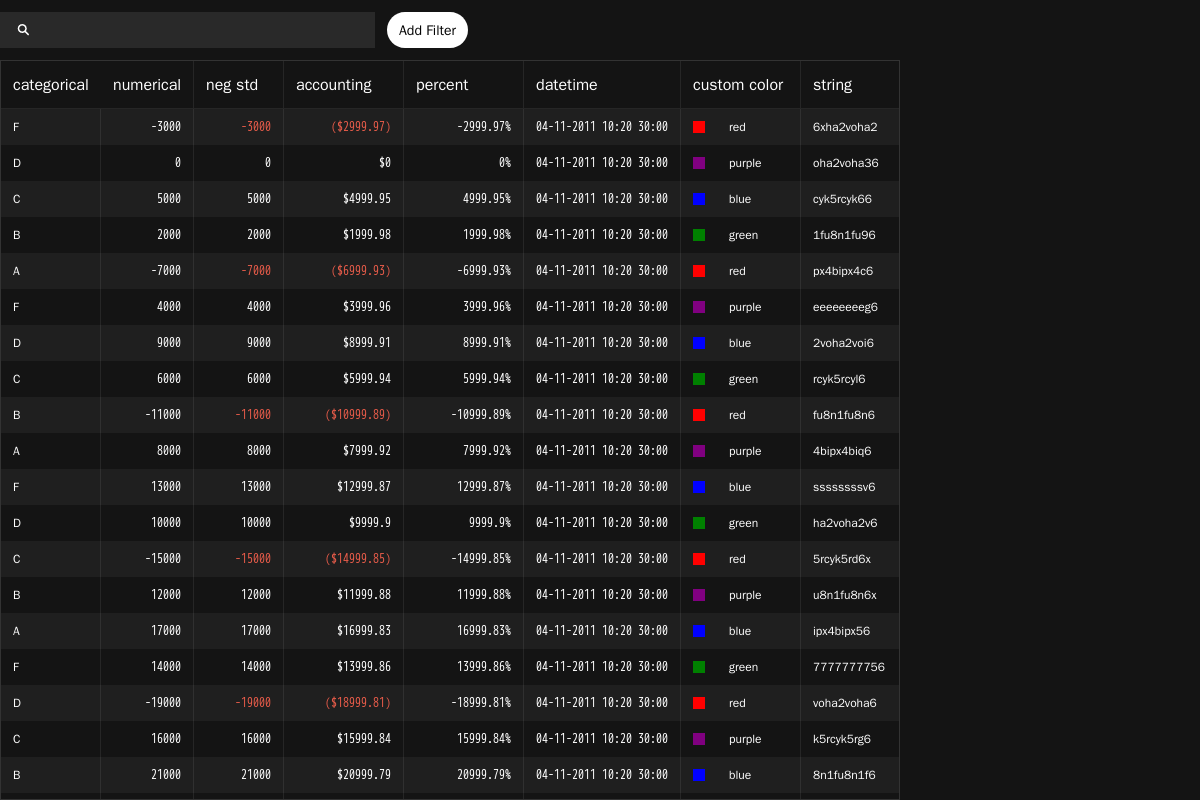 Add Filter
categorical numerical neg std accounting percent datetime custom color string
F -3000 -3000 ($2999.97) -2999.97% 04-11-2011 10:20 30:00 red 6xha2voha2
D 0 0 $0 0% 04-11-2011 10:20 30:00 purple oha2voha36
C 5000 5000 $4999.95 4999.95% 04-11-2011 10:20 30:00 blue cyk5rcyk66
B 2000 2000 $1999.98 1999.98% 04-11-2011 10:20 30:00 green 1fu8n1fu96
A -7000 -7000 ($6999.93) -6999.93% 04-11-2011 10:20 30:00 red px4bipx4c6
F 4000 4000 $3999.96 3999.96% 04-11-2011 10:20 30:00 purple eeeeeeeeg6
D 9000 9000 $8999.91 8999.91% 04-11-2011 10:20 30:00 blue 2voha2voi6
C 6000 6000 $5999.94 5999.94% 04-11-2011 10:20 30:00 green rcyk5rcyl6
B -11000 -11000 ($10999.89) -10999.89% 04-11-2011 10:20 30:00 red fu8n1fu8n6
A 8000 8000 $7999.92 7999.92% 04-11-2011 10:20 30:00 purple 4bipx4biq6
F 13000 13000 $12999.87 12999.87% 04-11-2011 10:20 30:00 blue ssssssssv6
D 10000 10000 $9999.9 9999.9% 04-11-2011 10:20 30:00 green ha2voha2v6
C -15000 -15000 ($14999.85) -14999.85% 04-11-2011 10:20 30:00 red 5rcyk5rd6x
B 12000 12000 $11999.88 11999.88% 04-11-2011 10:20 30:00 purple u8n1fu8n6x
A 17000 17000 $16999.83 16999.83% 04-11-2011 10:20 30:00 blue ipx4bipx56
F 14000 14000 $13999.86 13999.86% 04-11-2011 10:20 30:00 green 7777777756
D -19000 -19000 ($18999.81) -18999.81% 04-11-2011 10:20 30:00 red voha2voha6
C 16000 16000 $15999.84 15999.84% 04-11-2011 10:20 30:00 purple k5rcyk5rg6
B 21000 21000 $20999.79 20999.79% 04-11-2011 10:20 30:00 blue 8n1fu8n1f6